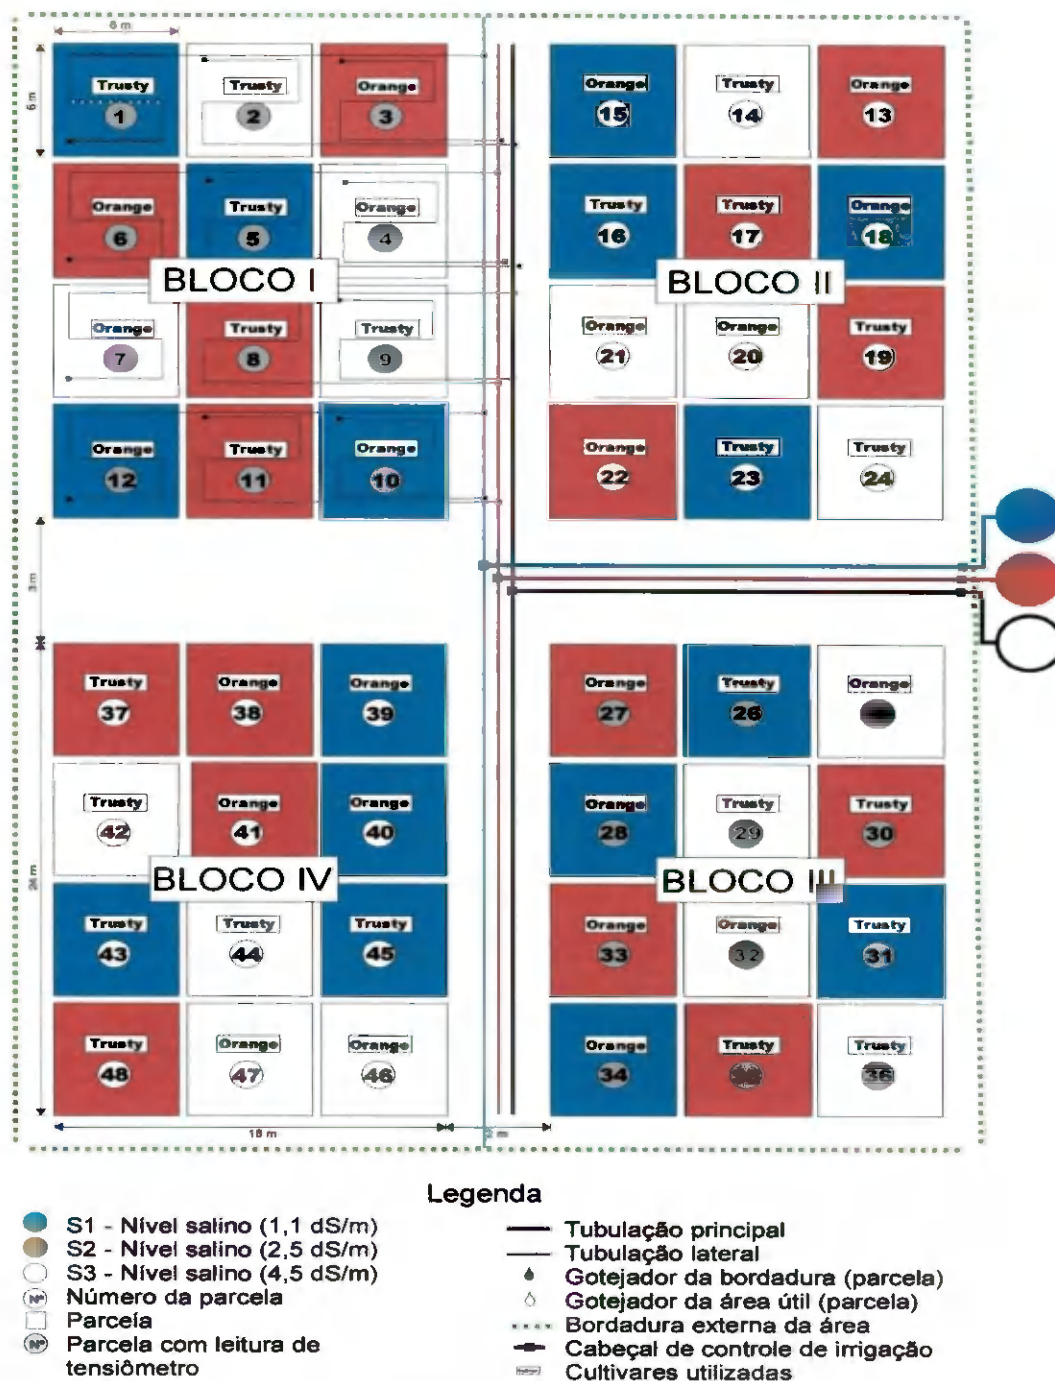 6 m
Trusty Trusty Orange
1 2 3
6 m
Orange Trusty Orange
6 5 4
BLOCO I
Orange Trusty Trusty
7 8 9
Orange Trusty Orange
12 11 10
Orange Trusty Orange
15 14 13
Trusty Trusty Orange
16 17 18
BLOCO II
Orange Orange Trusty
21 20 19
Orange Trusty Trusty
22 23 24
3 m
Trusty Orange Orange
37 38 39
Trusty Orange Orange
42 41 40
24 m
BLOCO IV
Trusty Trusty Trusty
43 44 45
Trusty Orange Orange
48 47 46
Orange Trusty Orange
27 26
Orange Trusty Trusty
28 29 30
BLOCO III
Orange Orange Trusty
33 32 31
Orange Trusty Trusty
34 36
18 m
2 m
Legenda
S1 - Nível salino (1,1 dS/m)
S2 - Nível salino (2,5 dS/m)
S3 - Nível salino (4,5 dS/m)
Nº Número da parcela
Parcela
Nº Parcela com leitura de
tensiômetro
Tubulação principal
Tubulação lateral
Gotejador da bordadura (parcela)
Gotejador da área útil (parcela)
Bordadura externa da área
Cabeçal de controle de irrigação
Cultivares utilizadas